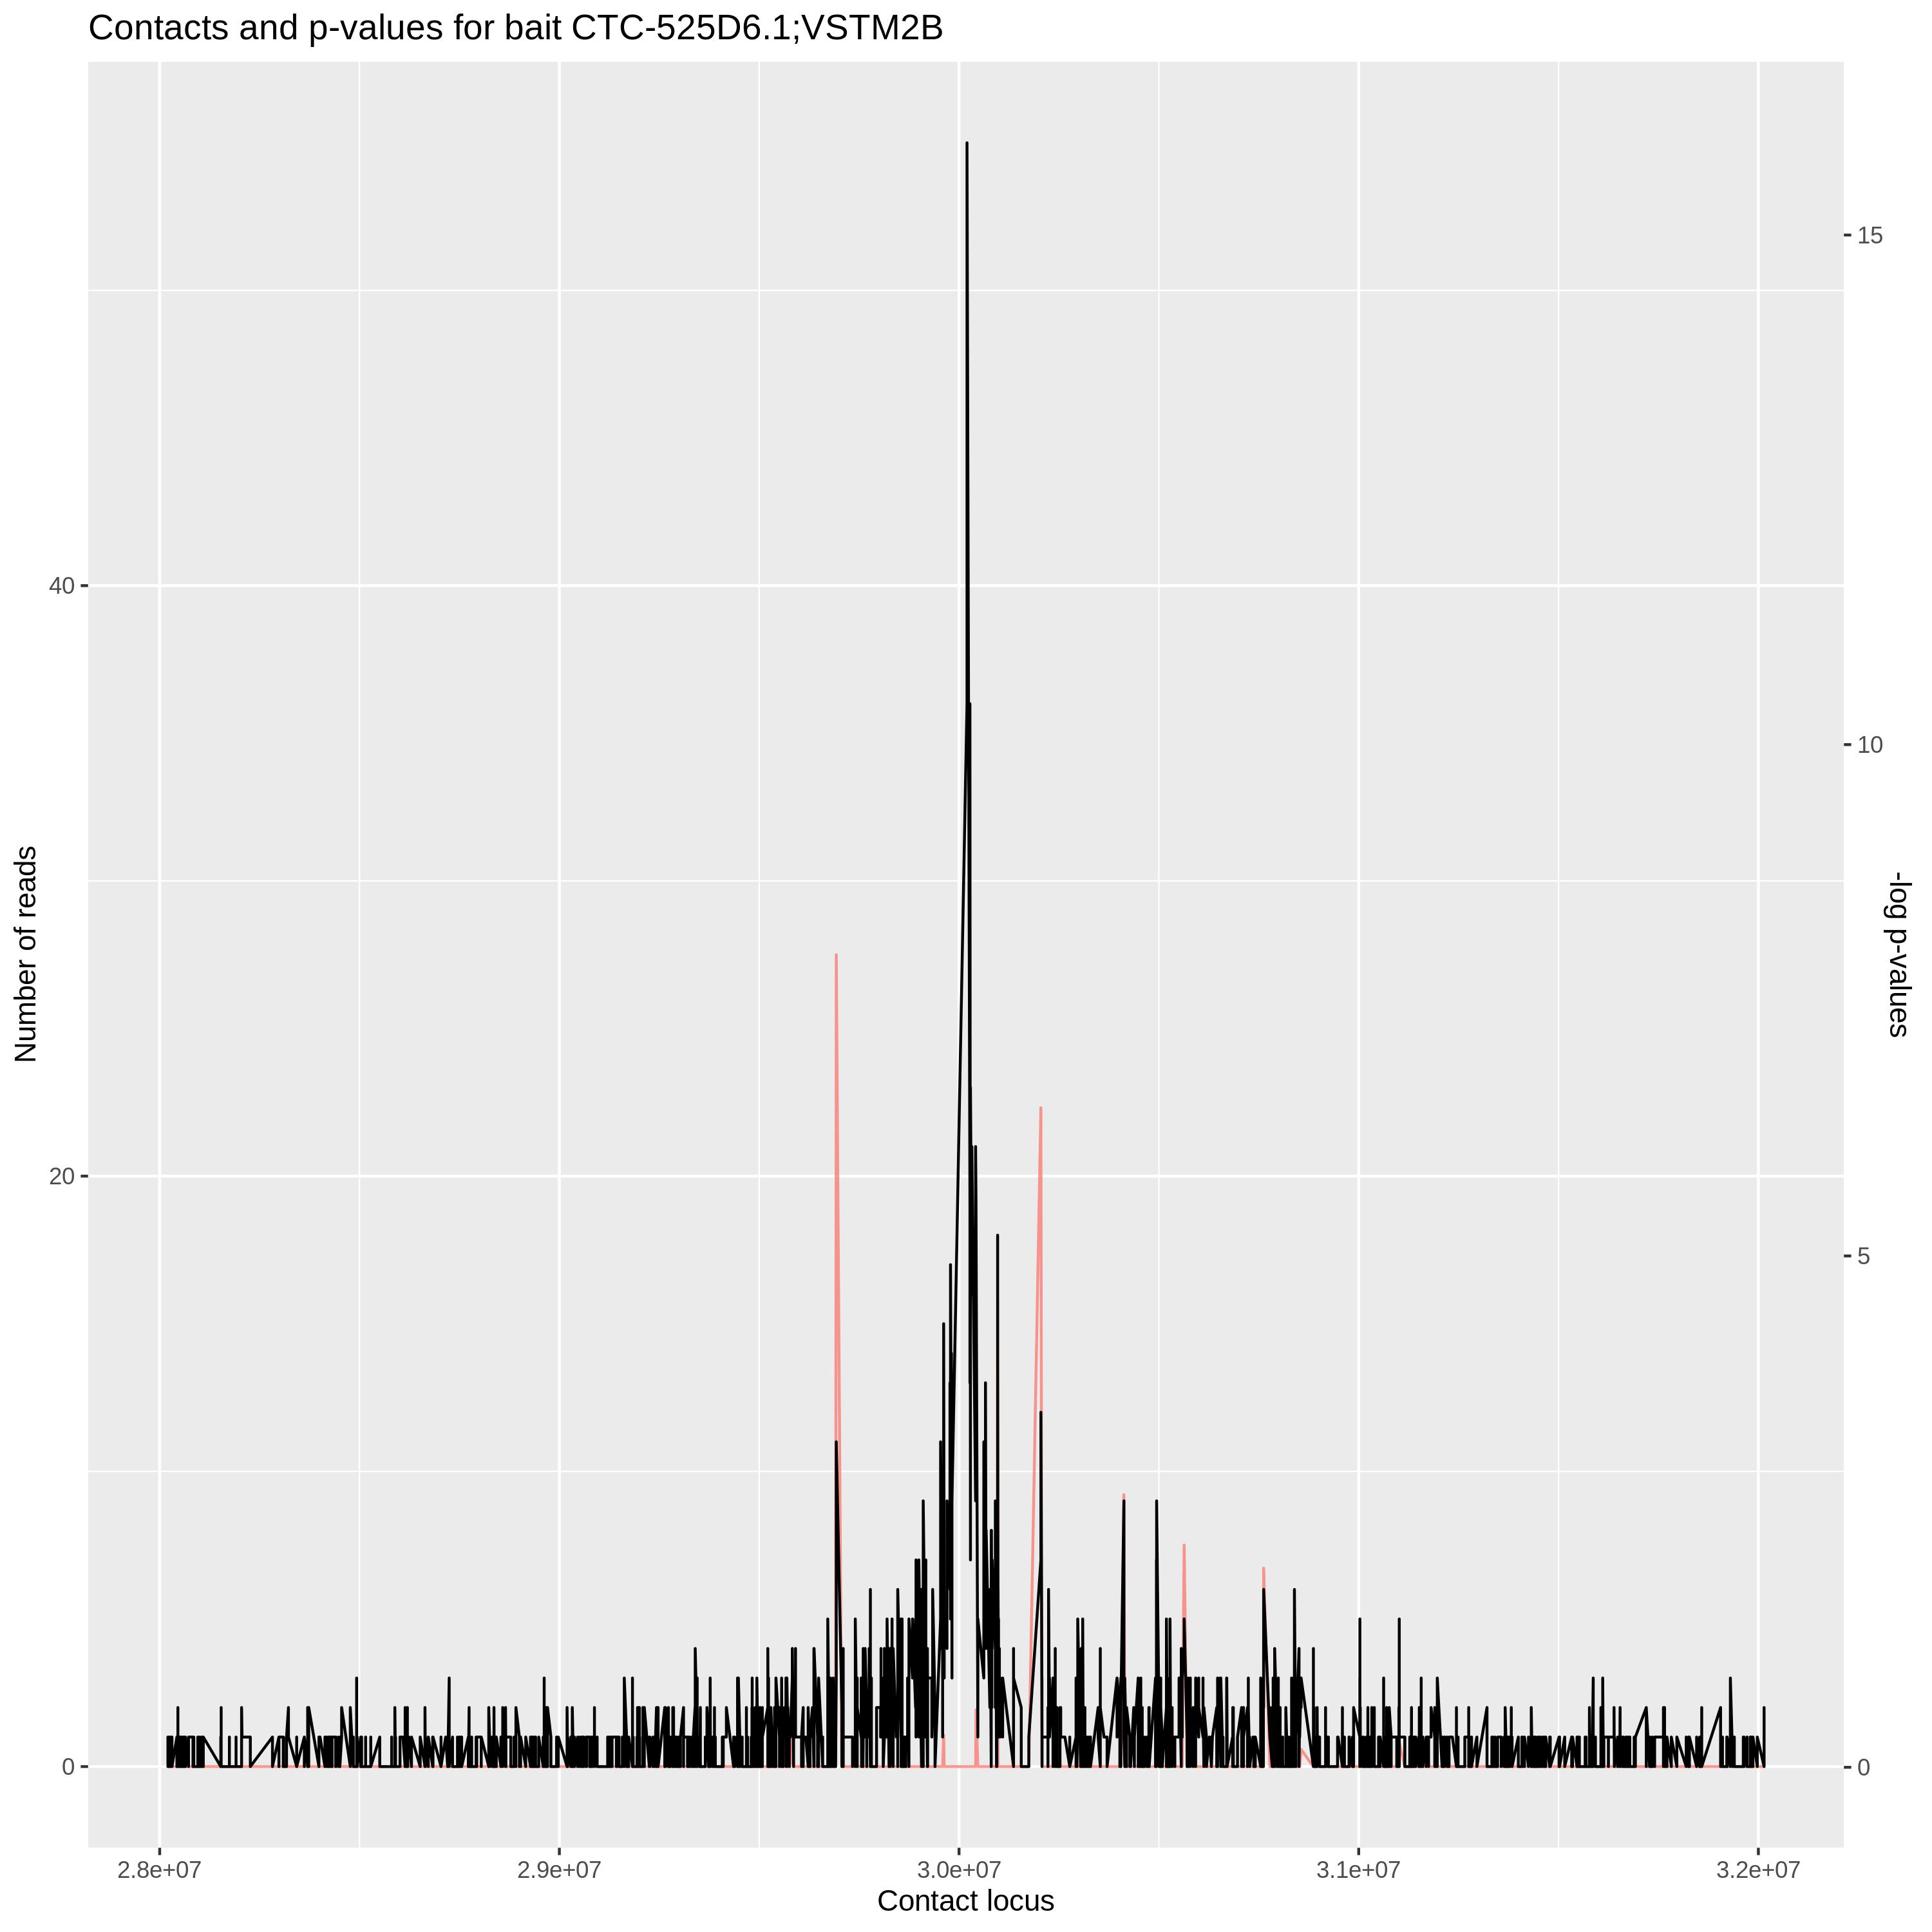 Contacts and p-values for bait CTC-525D6.1;VSTM2B
15
40
10
Number of reads
-log p-values
20
5
0
0
2.8e+07
2.9e+07
3.0e+07
3.1e+07
3.2e+07
Contact locus